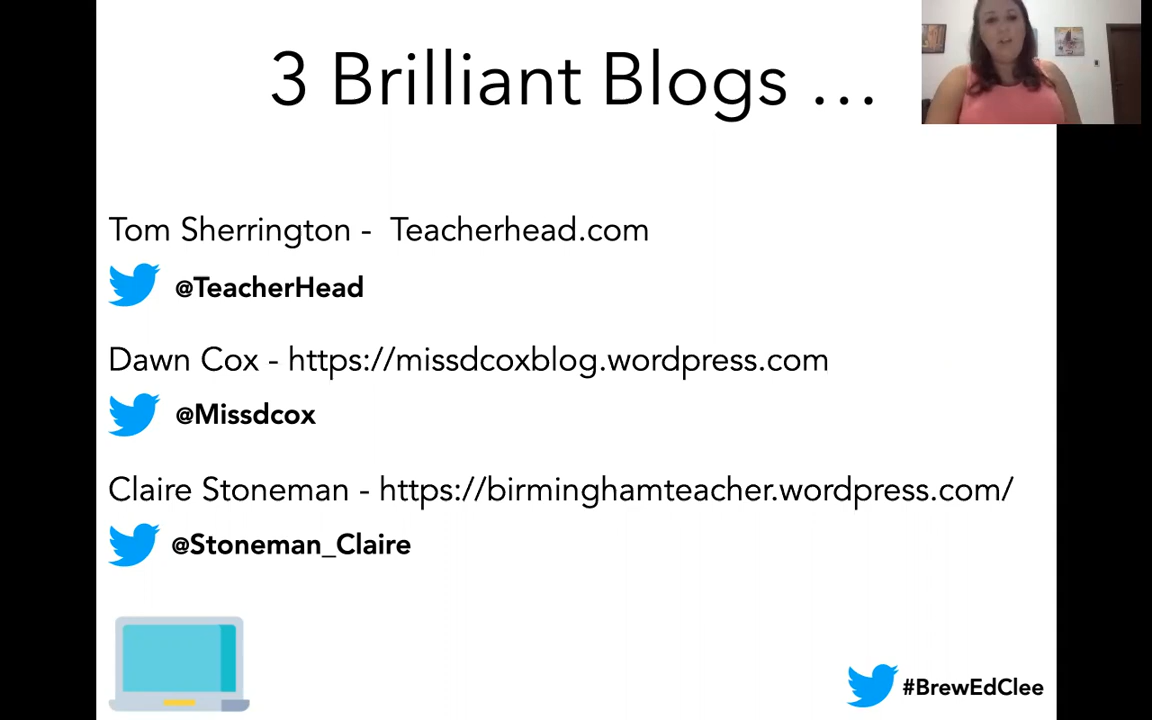 3 Brilliant Blogs ...
Tom Sherrington - Teacherhead.com
@TeacherHead
Dawn Cox - https://missdcoxblog.wordpress.com
@Missdcox
Claire Stoneman - https://birminghamteacher.wordpress.com/
@Stoneman_Claire
#BrewEdClee